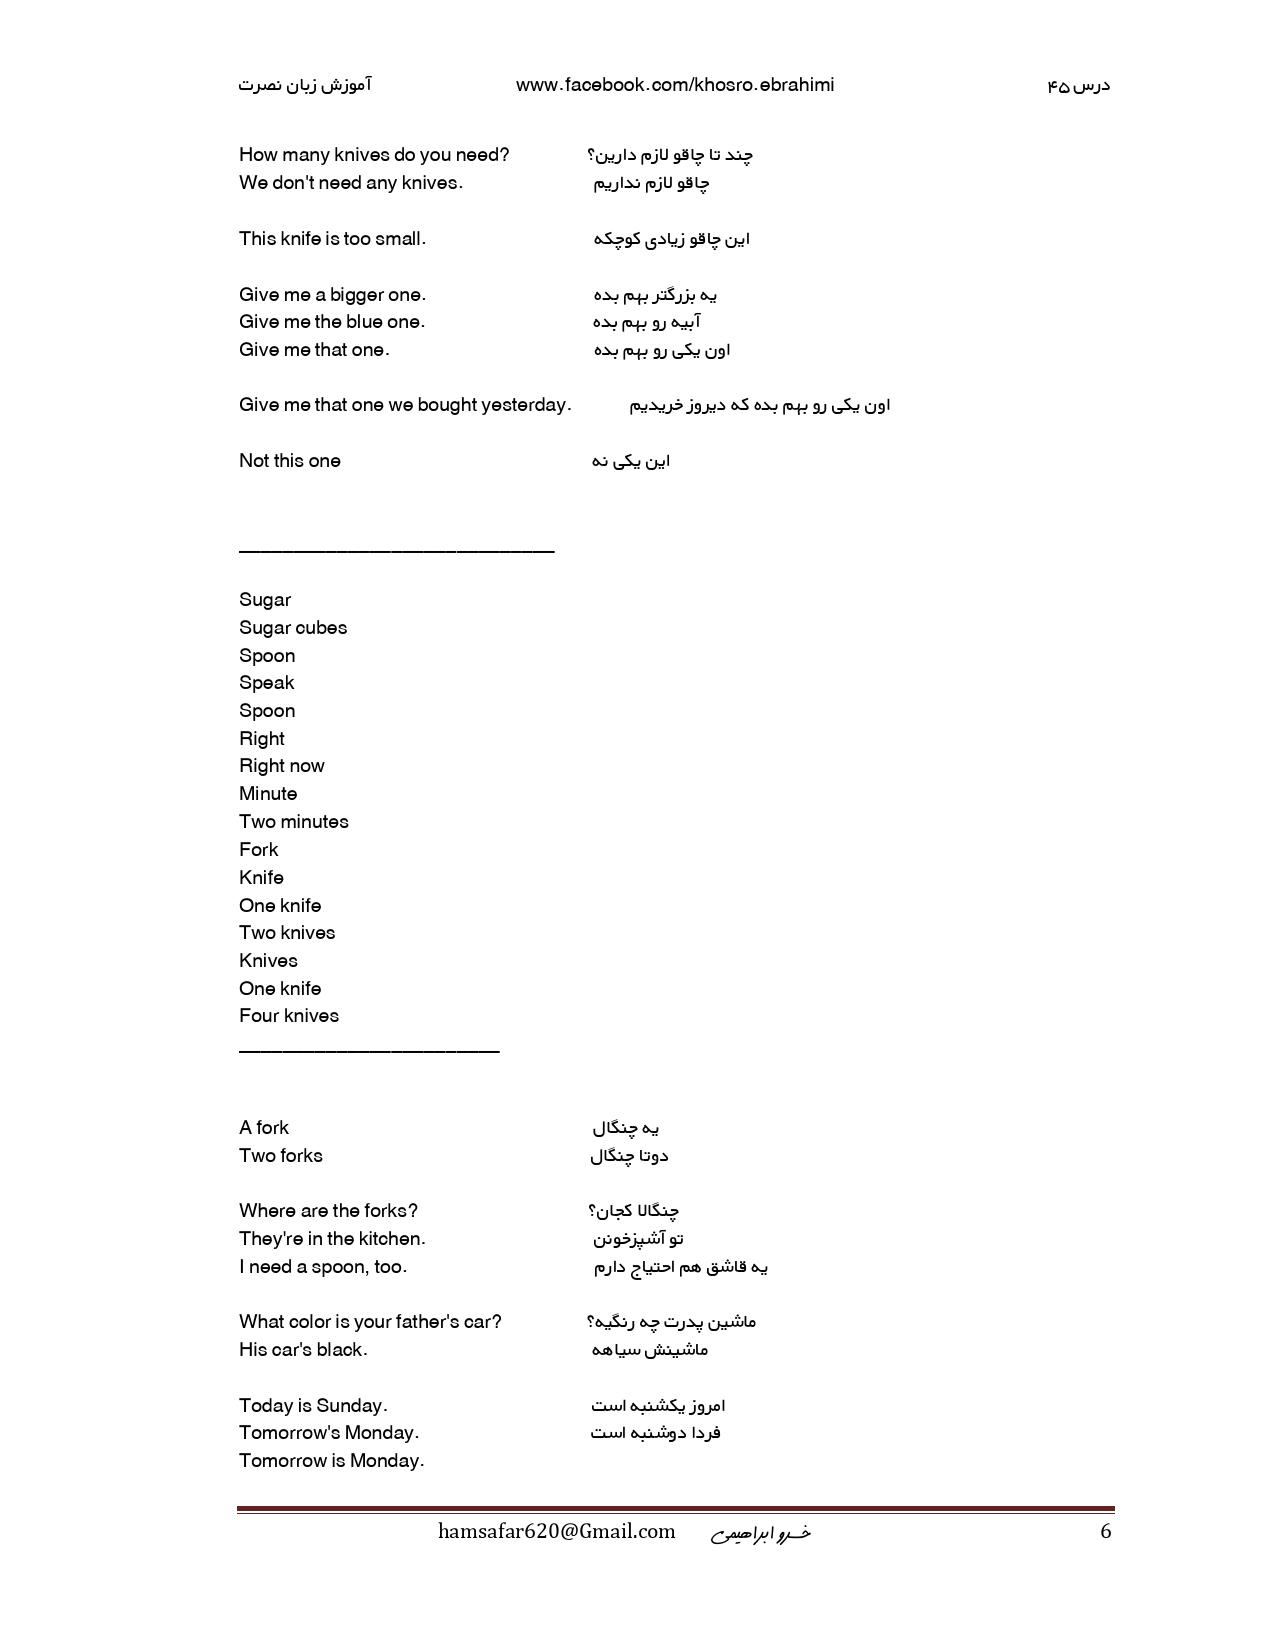 آموزش زبان نصرت www.facebook.com/khosro.ebrahimi درس ۴۵
How many knives do you need? چند تا چاقو لازم دارین؟
We don't need any knives. چاقو لازم نداریم
This knife is too small. این چاقو زیادی کوچکه
Give me a bigger one. یه بزرگتر بهم بده
Give me the blue one. آبیه رو بهم بده
Give me that one. اون یکی رو بهم بده
Give me that one we bought yesterday. اون یکی رو بهم بده که دیروز خریدیم
Not this one این یکی نه
Sugar
Sugar cubes
Spoon
Speak
Spoon
Right
Right now
Minute
Two minutes
Fork
Knife
One knife
Two knives
Knives
One knife
Four knives
A fork یه چنگال
Two forks دوتا چنگال
Where are the forks? چنگالا کجان؟
They're in the kitchen. تو آشپزخونن
I need a spoon, too. یه قاشق هم احتیاج دارم
What color is your father's car? ماشین پدرت چه رنگیه؟
His car's black. ماشینش سیاهه
Today is Sunday. امروز یکشنبه است
Tomorrow's Monday. فردا دوشنبه است
Tomorrow is Monday.
hamsafar620@Gmail.com خسرو ابراهیمی 6